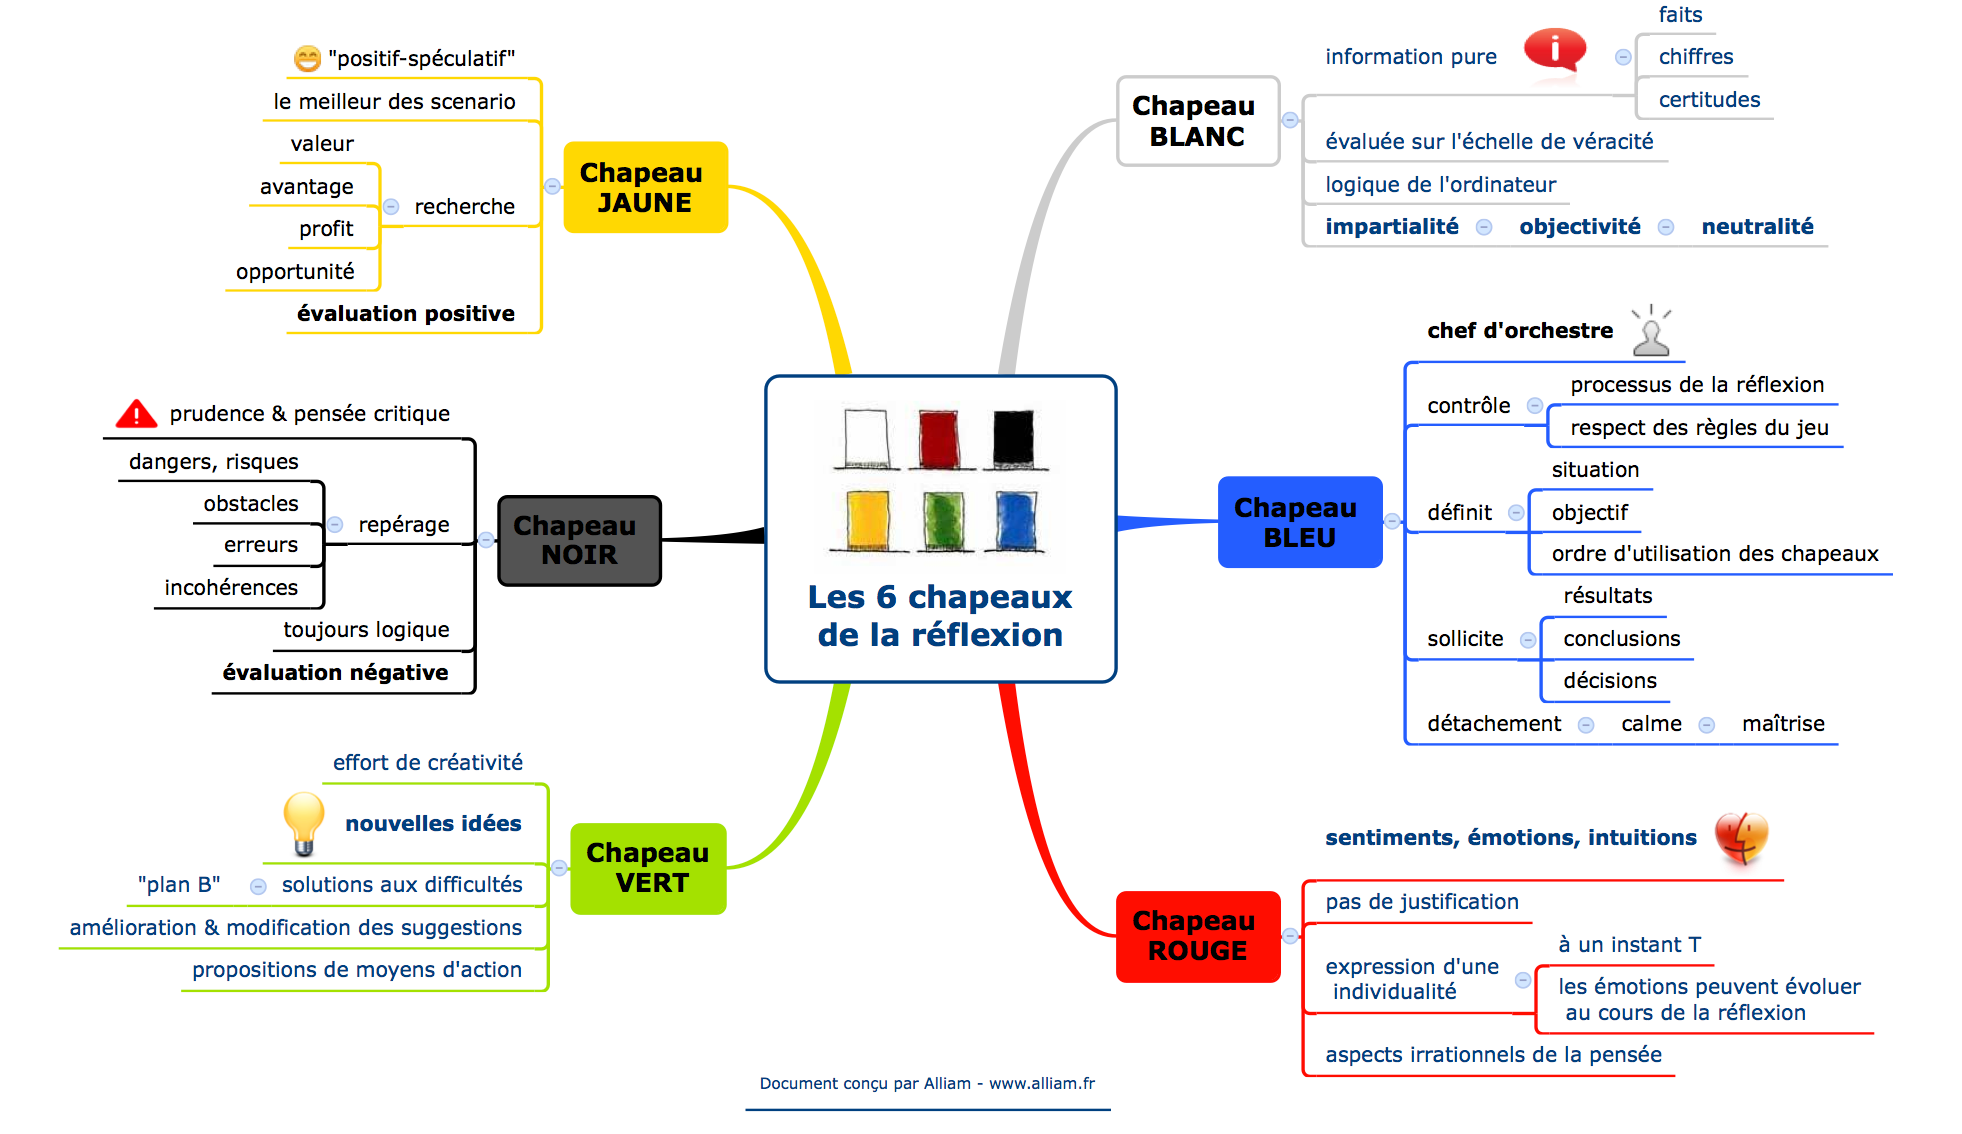 Les 6 chapeaux
de la réflexion
Chapeau
BLANC
information pure
faits
chiffres
certitudes
évaluée sur l'échelle de véracité
logique de l'ordinateur
impartialité
objectivité
neutralité
Chapeau
BLEU
chef d'orchestre
contrôle
processus de la réflexion
respect des règles du jeu
définit
situation
objectif
ordre d'utilisation des chapeaux
sollicite
résultats
conclusions
décisions
détachement
calme
maîtrise
Chapeau
ROUGE
sentiments, émotions, intuitions
pas de justification
expression d'une
individualité
à un instant T
les émotions peuvent évoluer
au cours de la réflexion
aspects irrationnels de la pensée
Chapeau
JAUNE
"positif-spéculatif"
le meilleur des scenario
recherche
valeur
avantage
profit
opportunité
évaluation positive
Chapeau
NOIR
prudence & pensée critique
repérage
dangers, risques
obstacles
erreurs
incohérences
toujours logique
évaluation négative
Chapeau
VERT
effort de créativité
nouvelles idées
solutions aux difficultés
"plan B"
amélioration & modification des suggestions
propositions de moyens d'action
Document conçu par Alliam - www.alliam.fr